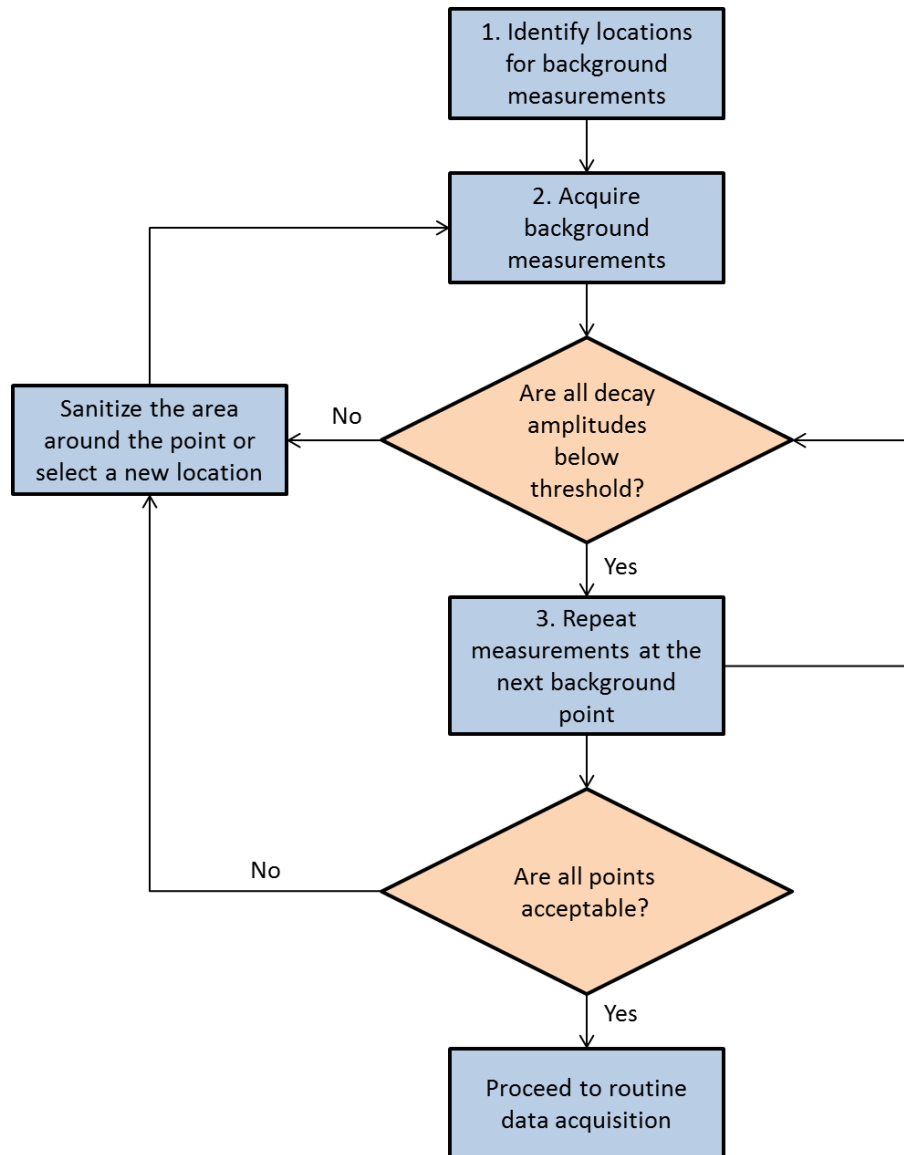 1. Identify locations
for background
measurements
2. Acquire
background
measurements
Are all decay
amplitudes
below
threshold?
No
Sanitize the area
around the point or
select a new location
Yes
3. Repeat
measurements at the
next background
point
Are all points
acceptable?
No
Yes
Proceed to routine
data acquisition